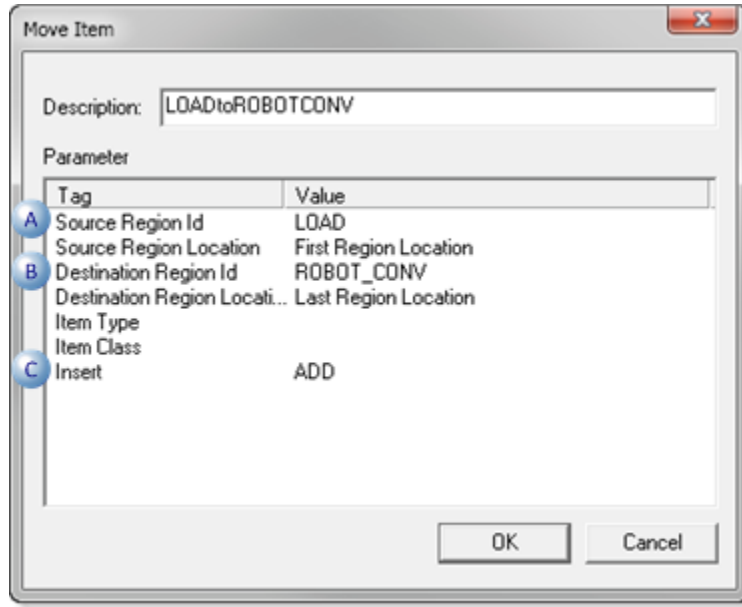 Move Item
Description: LOADtoROBOTCONV
Parameter
Tag Value
A Source Region Id LOAD
Source Region Location First Region Location
B Destination Region Id ROBOT_CONV
Destination Region Locati... Last Region Location
Item Type
Item Class
C Insert ADD
OK Cancel